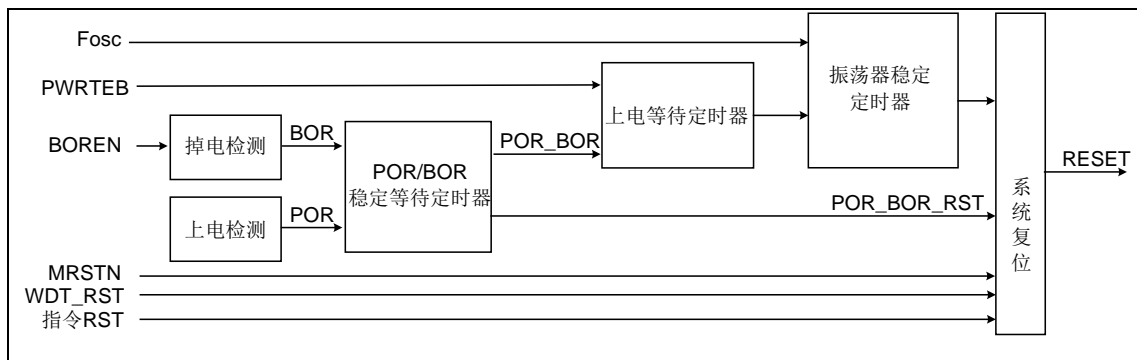 Fosc
PWRTEB
BOREN
掉电检测
BOR
上电检测
POR
POR/BOR
稳定等待定时器
POR_BOR
上电等待定时器
振荡器稳定
定时器
POR_BOR_RST
MRSTN
WDT_RST
指令RST
系
统
复
位
RESET